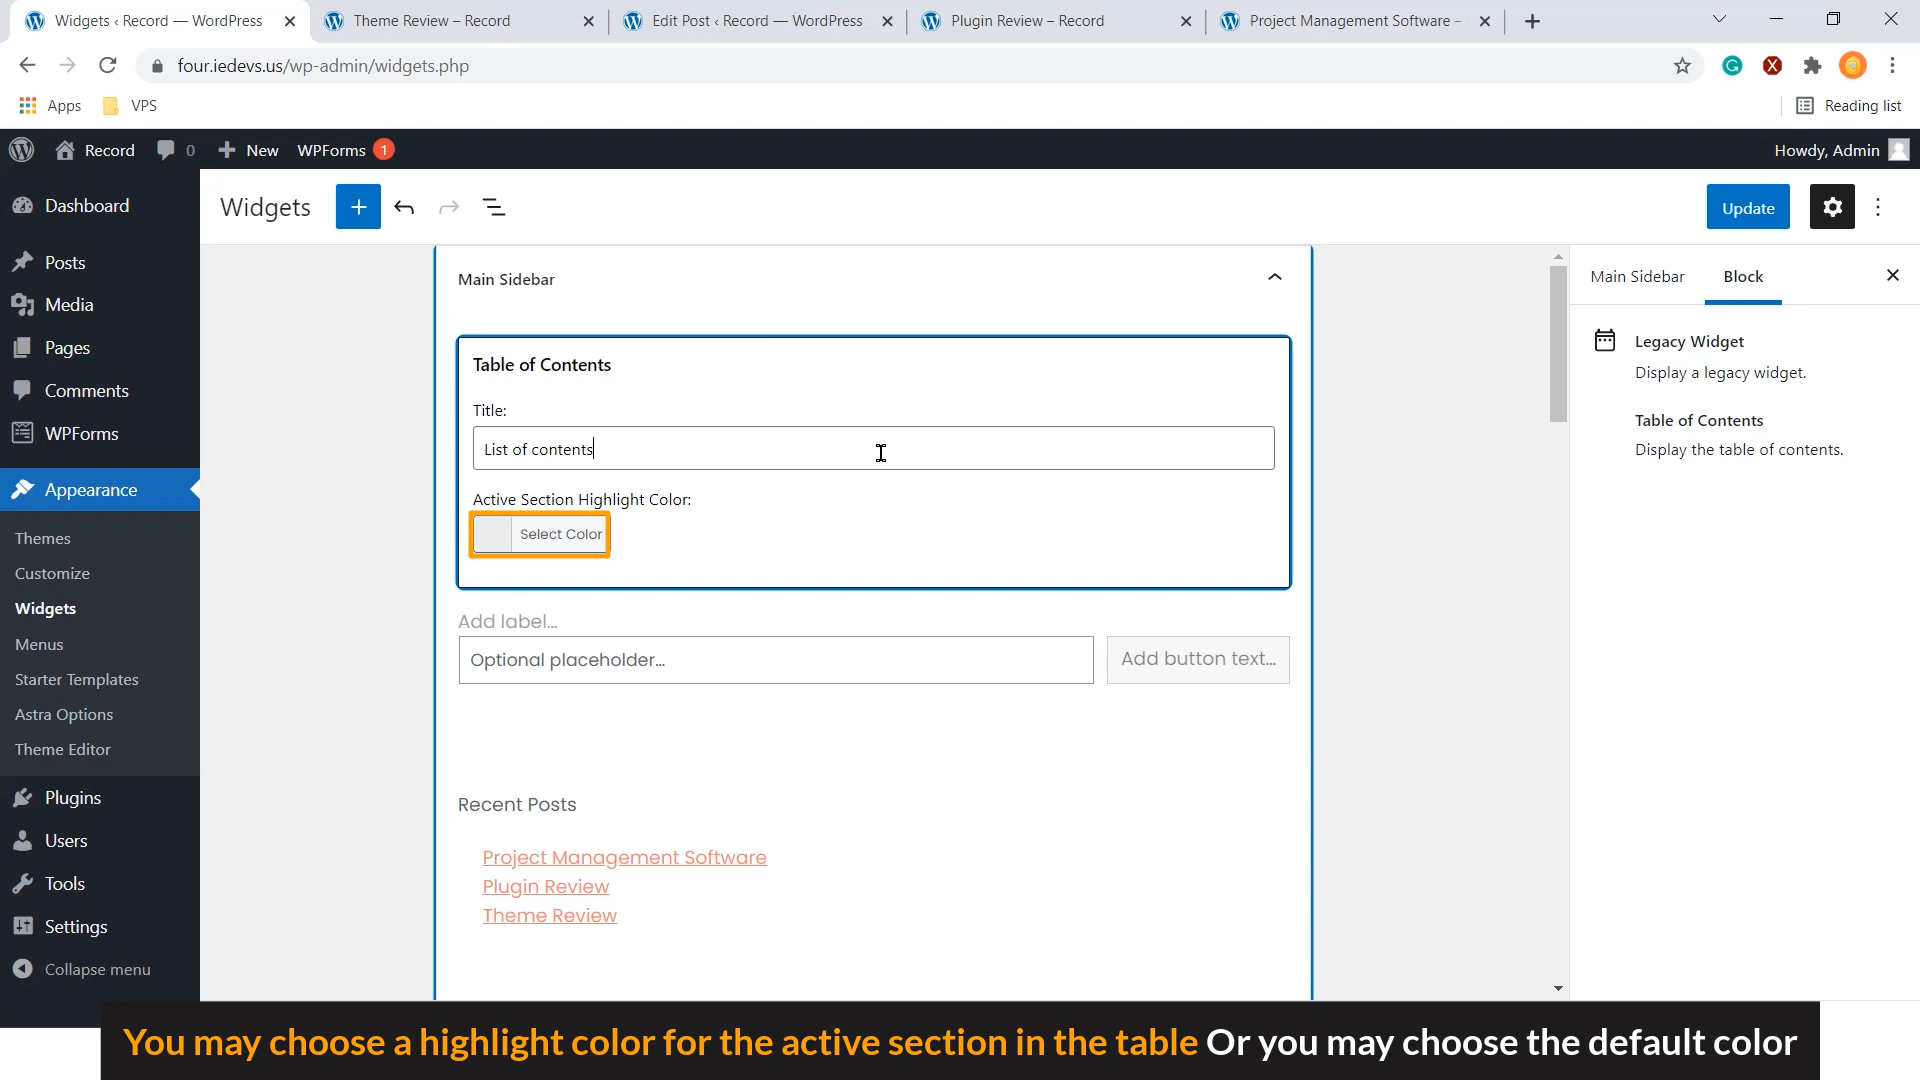 Widgets ‹ Record — WordPress
Theme Review – Record
Edit Post ‹ Record — WordPress
Plugin Review – Record
Project Management Software –
four.iedevs.us/wp-admin/widgets.php
Apps
VPS
Reading list
Record
0
New
WPForms
1
Howdy, Admin
Dashboard
Posts
Media
Pages
Comments
WPForms
Appearance
Themes
Customize
Widgets
Menus
Starter Templates
Astra Options
Theme Editor
Plugins
Users
Tools
Settings
Collapse menu
Widgets
Update
Main Sidebar
Table of Contents
Title:
List of contents
Active Section Highlight Color:
Select Color
Add label...
Optional placeholder...
Add button text...
Recent Posts
Project Management Software
Plugin Review
Theme Review
Main Sidebar
Block
Legacy Widget
Display a legacy widget.
Table of Contents
Display the table of contents.
You may choose a highlight color for the active section in the table Or you may choose the default color